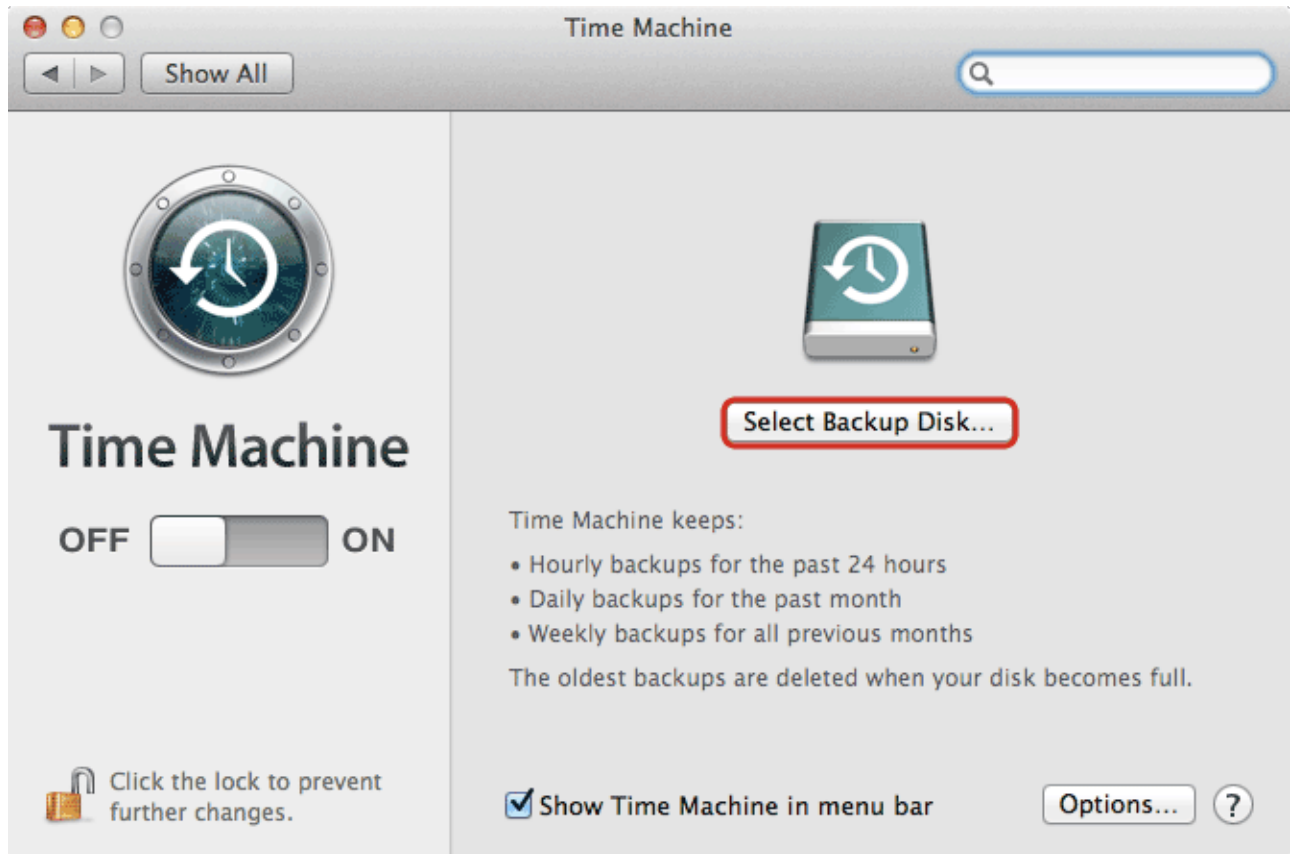 Time Machine
Show All
Time Machine
OFF ON
Click the lock to prevent
further changes.
Select Backup Disk...
Time Machine keeps:
• Hourly backups for the past 24 hours
• Daily backups for the past month
• Weekly backups for all previous months
The oldest backups are deleted when your disk becomes full.
Show Time Machine in menu bar
Options... ?